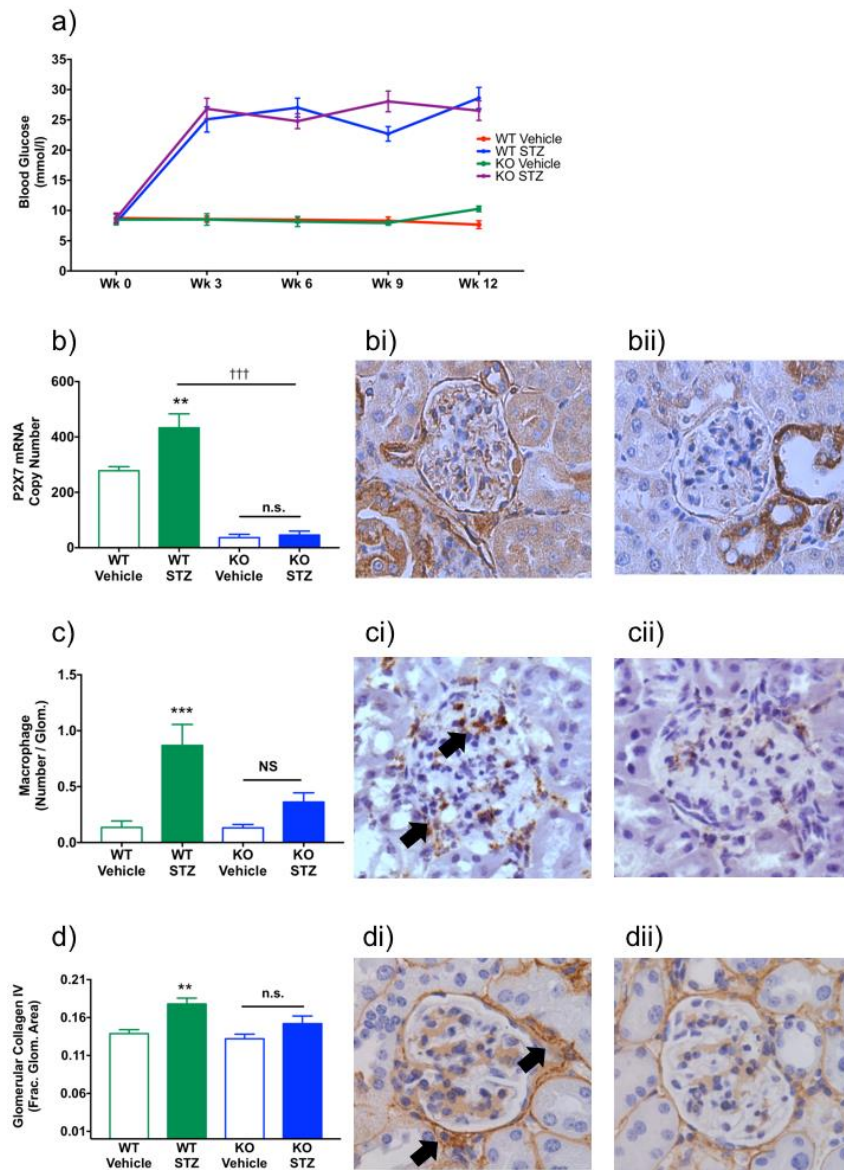 a)
35
30
25
20
15
10
5
0
Blood Glucose
(mmol/l)
WT Vehicle
WT STZ
KO Vehicle
KO STZ
Wk 0 Wk 3 Wk 6 Wk 9 Wk 12
b)
bi)
bii)
600
400
200
0
P2X7 mRNA
Copy Number
†††
**
n.s.
WT Vehicle
WT STZ
KO Vehicle
KO STZ
c)
ci)
cii)
1.5
1.0
0.5
0.0
Macrophage
(Number / Glom.)
***
NS
WT Vehicle
WT STZ
KO Vehicle
KO STZ
d)
di)
dii)
0.21
0.16
0.11
0.06
0.01
Glomerular Collagen IV
(Frac. Glom. Area)
**
n.s.
WT Vehicle
WT STZ
KO Vehicle
KO STZ